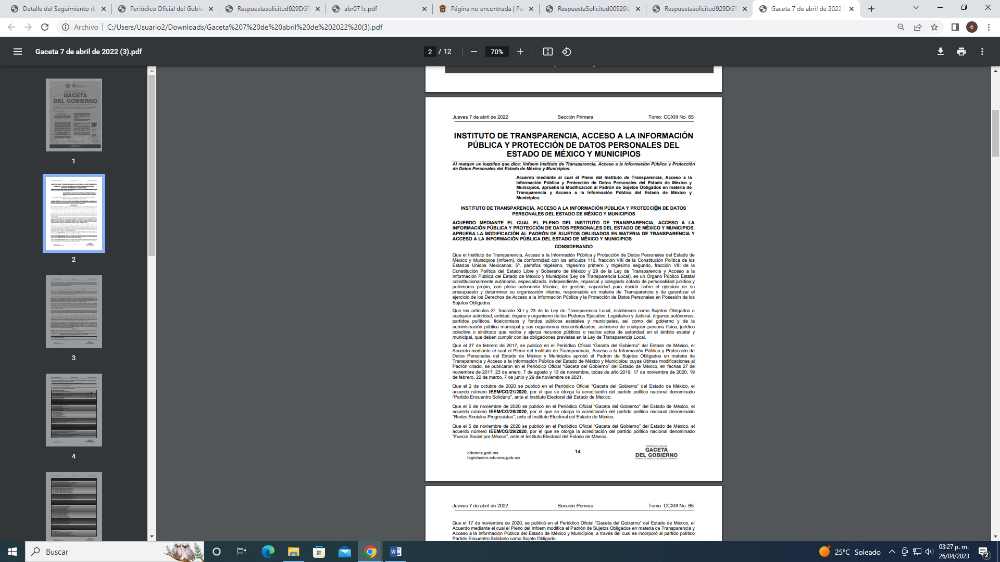 Detalle del Seguimiento de
Periódico Oficial del Gobie
Respuestasolicitud929DGT
abr071c.pdf
Página no encontrada | Pe
RespuestaSolicitud00929U
Respuestasolicitud929DGT
Gaceta 7 de abril de 2022
Archivo
C:/Users/Usuario2/Downloads/Gaceta%207%20de%20abril%20de%202022%20(3).pdf
e
Gaceta 7 de abril de 2022 (3).pdf
2 / 12
70%
GACETA
DEL GOBIERNO
65
1
2
3
4
Jueves 7 de abril de 2022 Sección Primera Tomo: CCXIII No. 65
INSTITUTO DE TRANSPARENCIA, ACCESO A LA INFORMACIÓN
PÚBLICA Y PROTECCIÓN DE DATOS PERSONALES DEL
ESTADO DE MÉXICO Y MUNICIPIOS
Al margen un logotipo que dice: iinfoem Instituto de Transparencia, Acceso a la Información Pública y Protección
de Datos Personales del Estado de México y Municipios.
Acuerdo mediante al cual el Pleno del Instituto de Transparencia, Acceso a la
Información Pública y Protección de Datos Personales del Estado de México y
Municipios, aprueba la Modificación al Padrón de Sujetos Obligados en materia de
Transparencia y Acceso a la Información Pública del Estado de México y
Municipios.
INSTITUTO DE TRANSPARENCIA, ACCESO A LA INFORMACIÓN PÚBLICA Y PROTECCIÓN DE DATOS
PERSONALES DEL ESTADO DE MÉXICO Y MUNICIPIOS
ACUERDO MEDIANTE EL CUAL EL PLENO DEL INSTITUTO DE TRANSPARENCIA, ACCESO A LA
INFORMACIÓN PÚBLICA Y PROTECCIÓN DE DATOS PERSONALES DEL ESTADO DE MÉXICO Y MUNICIPIOS,
APRUEBA LA MODIFICACIÓN AL PADRÓN DE SUJETOS OBLIGADOS EN MATERIA DE TRANSPARENCIA Y
ACCESO A LA INFORMACIÓN PÚBLICA DEL ESTADO DE MÉXICO Y MUNICIPIOS
CONSIDERANDO
Que el Instituto de Transparencia, Acceso a la Información Pública y Protección de Datos Personales del Estado de
México y Municipios (Infoem), de conformidad con los artículos 116, fracción VIII de la Constitución Política de los
Estados Unidos Mexicanos; 5º, párrafos trigésimo, trigésimo primero y trigésimo segundo, fracción VIII de la
Constitución Política del Estado Libre y Soberano de México y 29 de la Ley de Transparencia y Acceso a la
Información Pública del Estado de México y Municipios (Ley de Transparencia Local), es un Órgano Público Estatal
constitucionalmente autónomo, especializado, independiente, imparcial y colegiado dotado de personalidad jurídica y
patrimonio propio, con plena autonomía técnica, de gestión, capacidad para decidir sobre el ejercicio de su
presupuesto y determinar su organización interna, responsable en materia de Transparencia y de garantizar el
ejercicio de los Derechos de Acceso a la Información Pública y la Protección de Datos Personales en Posesión de los
Sujetos Obligados.
Que los artículos 3º, fracción XLI y 23 de la Ley de Transparencia Local, establecen como Sujetos Obligados a
cualquier autoridad, entidad, órgano y organismo de los Poderes Ejecutivo, Legislativo y Judicial, órganos autónomos,
partidos políticos, fideicomisos y fondos públicos estatales y municipales, así como del gobierno y de la
administración pública municipal y sus organismos descentralizados, asimismo de cualquier persona física, jurídico
colectiva o sindicato que reciba y ejerza recursos públicos o realice actos de autoridad en el ámbito estatal y
municipal, que deben cumplir con las obligaciones previstas en la Ley de Transparencia Local.
Que el 27 de febrero de 2017, se publicó en el Periódico Oficial “Gaceta del Gobierno” del Estado de México, el
Acuerdo mediante el cual el Pleno del Instituto de Transparencia, Acceso a la Información Pública y Protección de
Datos Personales del Estado de México y Municipios aprobó el Padrón de Sujetos Obligados en materia de
Transparencia y Acceso a la Información Pública del Estado de México y Municipios; cuyas últimas modificaciones al
Padrón citado, se publicaron en el Periódico Oficial “Gaceta del Gobierno” del Estado de México, en fechas 27 de
noviembre de 2017; 23 de enero, 7 de agosto y 13 de noviembre, todas de año 2019; 17 de noviembre de 2020; 19
de febrero, 22 de marzo, 7 de junio y 29 de noviembre de 2021.
Que el 2 de octubre de 2020 se publicó en el Periódico Oficial “Gaceta del Gobierno” del Estado de México, el
acuerdo número IEEM/CG/21/2020, por el que se otorga la acreditación del partido político nacional denominado
“Partido Encuentro Solidario”, ante el Instituto Electoral del Estado de México.
Que el 5 de noviembre de 2020 se publicó en el Periódico Oficial “Gaceta del Gobierno” del Estado de México, el
acuerdo número IEEM/CG/28/2020, por el que se otorga la acreditación del partido político nacional denominado
“Redes Sociales Progresistas”, ante el Instituto Electoral del Estado de México.
Que el 5 de noviembre de 2020 se publicó en el Periódico Oficial “Gaceta del Gobierno” del Estado de México, el
acuerdo número IEEM/CG/29/2020, por el que se otorga la acreditación del partido político nacional denominado
“Fuerza Social por México”, ante el Instituto Electoral del Estado de México.
edomex.gob.mx
legislacion.edomex.gob.mx
14
PERIÓDICO OFICIAL
GACETA
DEL GOBIERNO
Gobierno del Estado Libre y Soberano de México
Jueves 7 de abril de 2022 Sección Primera Tomo: CCXIII No. 65
Que el 17 de noviembre de 2020, se publicó en el Periódico Oficial “Gaceta del Gobierno” del Estado de México, el
Acuerdo mediante el cual el Pleno del Infoem modifica el Padrón de Sujetos Obligados en materia de Transparencia y
Acceso a la Información Pública del Estado de México y Municipios, a través del cual se incorporó al partido político
Partido Encuentro Solidario como Sujeto Obligado.
Buscar
25°C Soleado
03:27 p. m.
26/04/2023
2